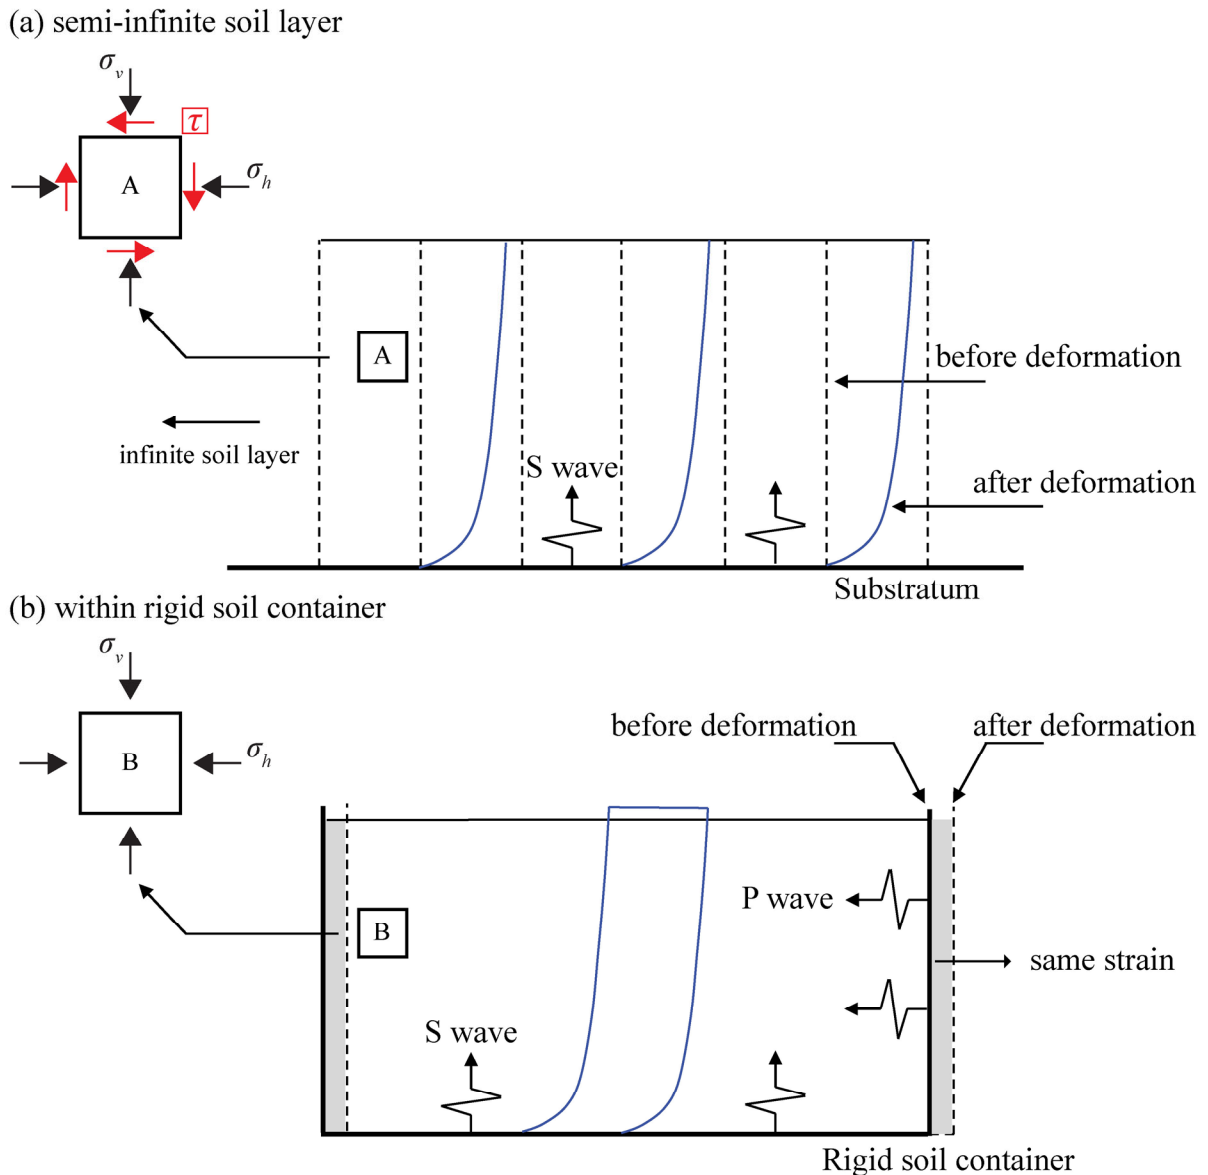 (a) semi-infinite soil layer
σv
τ
A
σh
A
before deformation
infinite soil layer
S wave
after deformation
Substratum
(b) within rigid soil container
σv
before deformation
after deformation
B
σh
P wave
B
same strain
S wave
Rigid soil container